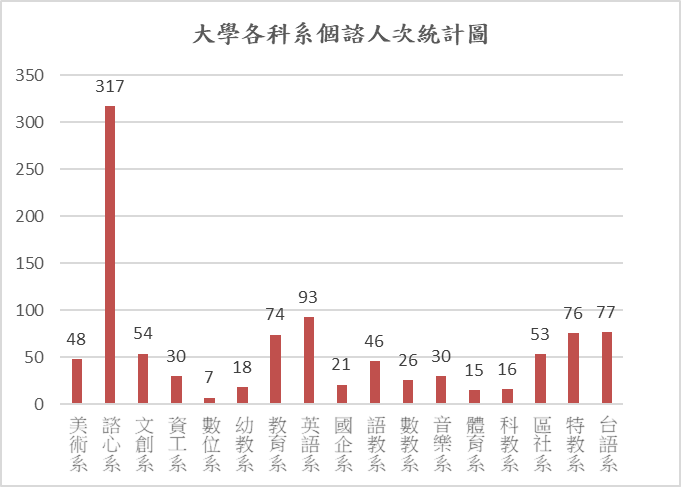 大學各科系個諮人次統計圖
350
300
250
200
150
100
50
0
48
317
54
30
7
18
74
93
21
46
26
30
15
16
53
76
77
美術系
諮心系
文創系
資工系
數位系
幼教系
教育系
英語系
國企系
語教系
數教系
音樂系
體育系
科教系
區社系
特教系
台語系